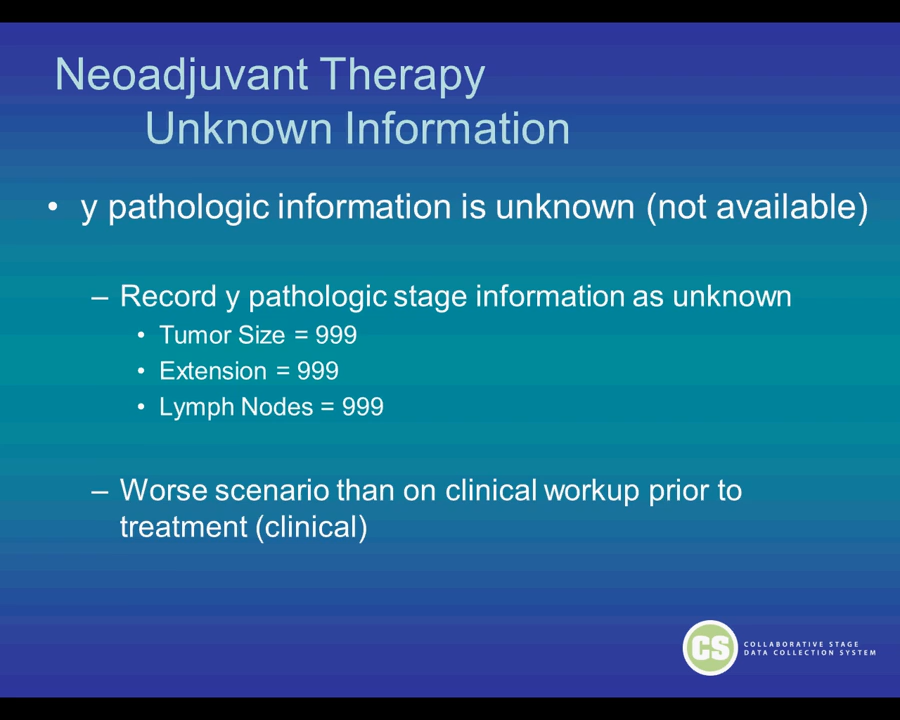 Neoadjuvant Therapy
Unknown Information
• y pathologic information is unknown (not available)
– Record y pathologic stage information as unknown
• Tumor Size = 999
• Extension = 999
• Lymph Nodes = 999
– Worse scenario than on clinical workup prior to
treatment (clinical)
CS
COLLABORATIVE STAGE
DATA COLLECTION SYSTEM